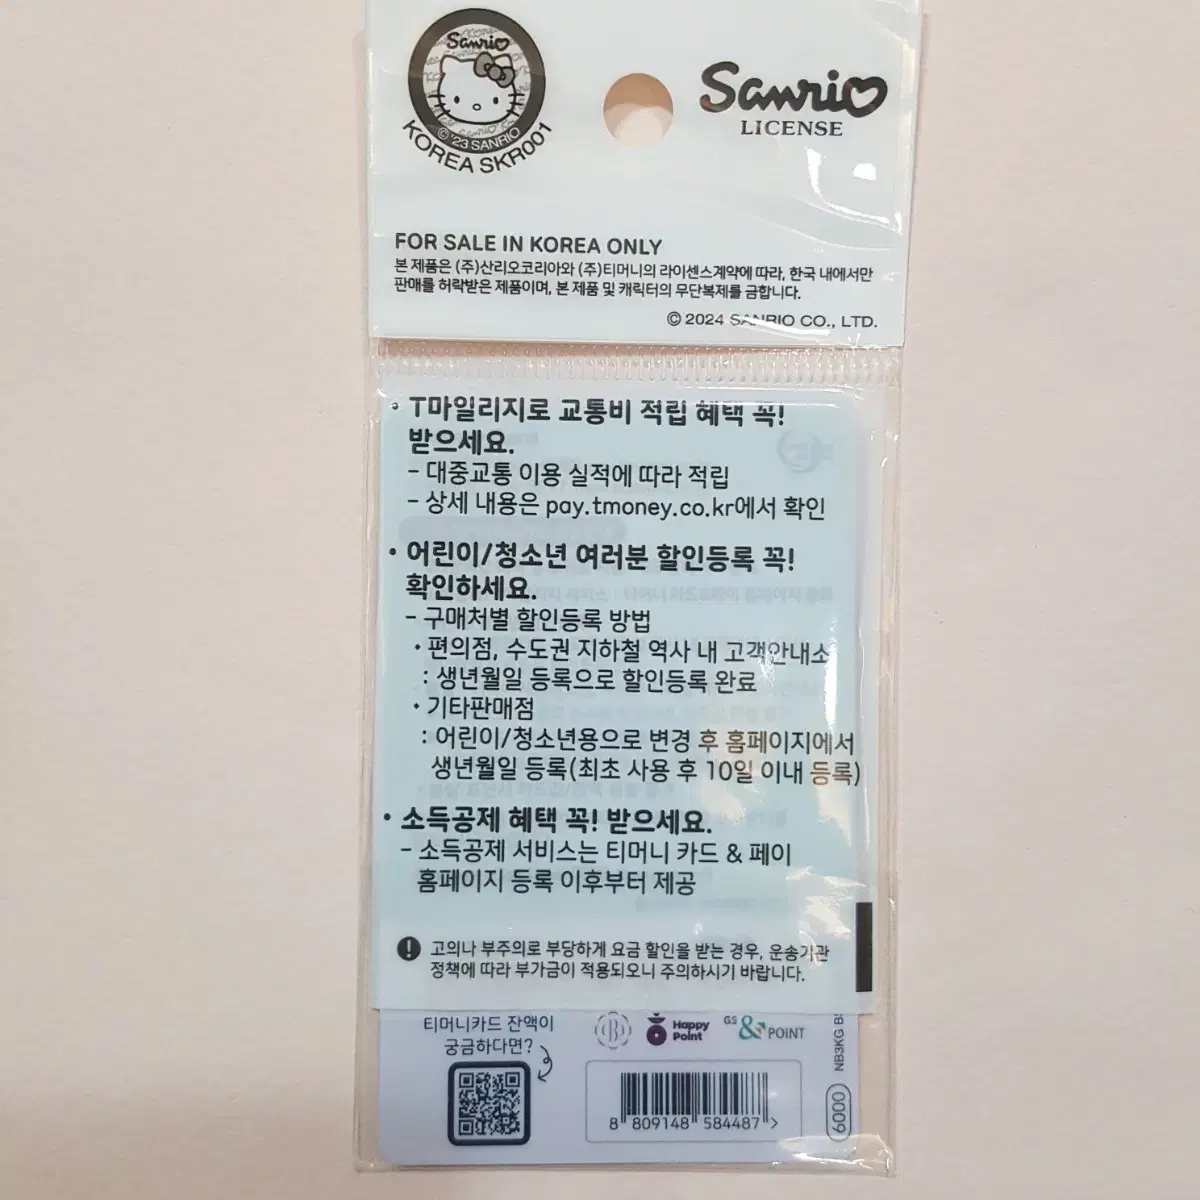 Sanrio
© '23 SANRIO
KOREA SKR001
Sanrio
LICENSE
FOR SALE IN KOREA ONLY
본 제품은 (주)산리오코리아와 (주)티머니의 라이센스계약에 따라, 한국 내에서만
판매를 허락받은 제품이며, 본 제품 및 캐릭터의 무단복제를 금합니다.
© 2024 SANRIO CO., LTD.
• T마일리지로 교통비 적립 혜택 꼭!
받으세요.
- 대중교통 이용 실적에 따라 적립
- 상세 내용은 pay.tmoney.co.kr에서 확인
• 어린이/청소년 여러분 할인등록 꼭!
확인하세요.
- 구매처별 할인등록 방법
· 편의점, 수도권 지하철 역사 내 고객안내소
: 생년월일 등록으로 할인등록 완료
· 기타판매점
: 어린이/청소년용으로 변경 후 홈페이지에서
생년월일 등록(최초 사용 후 10일 이내 등록)
• 소득공제 혜택 꼭! 받으세요.
- 소득공제 서비스는 티머니 카드 & 페이
홈페이지 등록 이후부터 제공
! 고의나 부주의로 부당하게 요금 할인을 받는 경우, 운송기관
정책에 따라 부가금이 적용되오니 주의하시기 바랍니다.
티머니카드 잔액이
궁금하다면?
Happy
Point
GS & POINT
NB3KG
6000
8 809148 584487 >